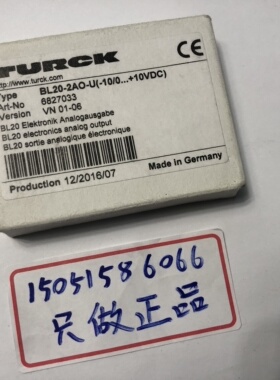 TURCK
www.turck.com
CE
Type BL20-2AO-U(-10/0...+10VDC)
Art-No 6827033
Version VN 01-06
BL20 Elektronik Analogausgabe
BL20 electronics analog output
BL20 sortie analogique électronique
Made in Germany
Production 12/2016/07
15051586066
只做正品